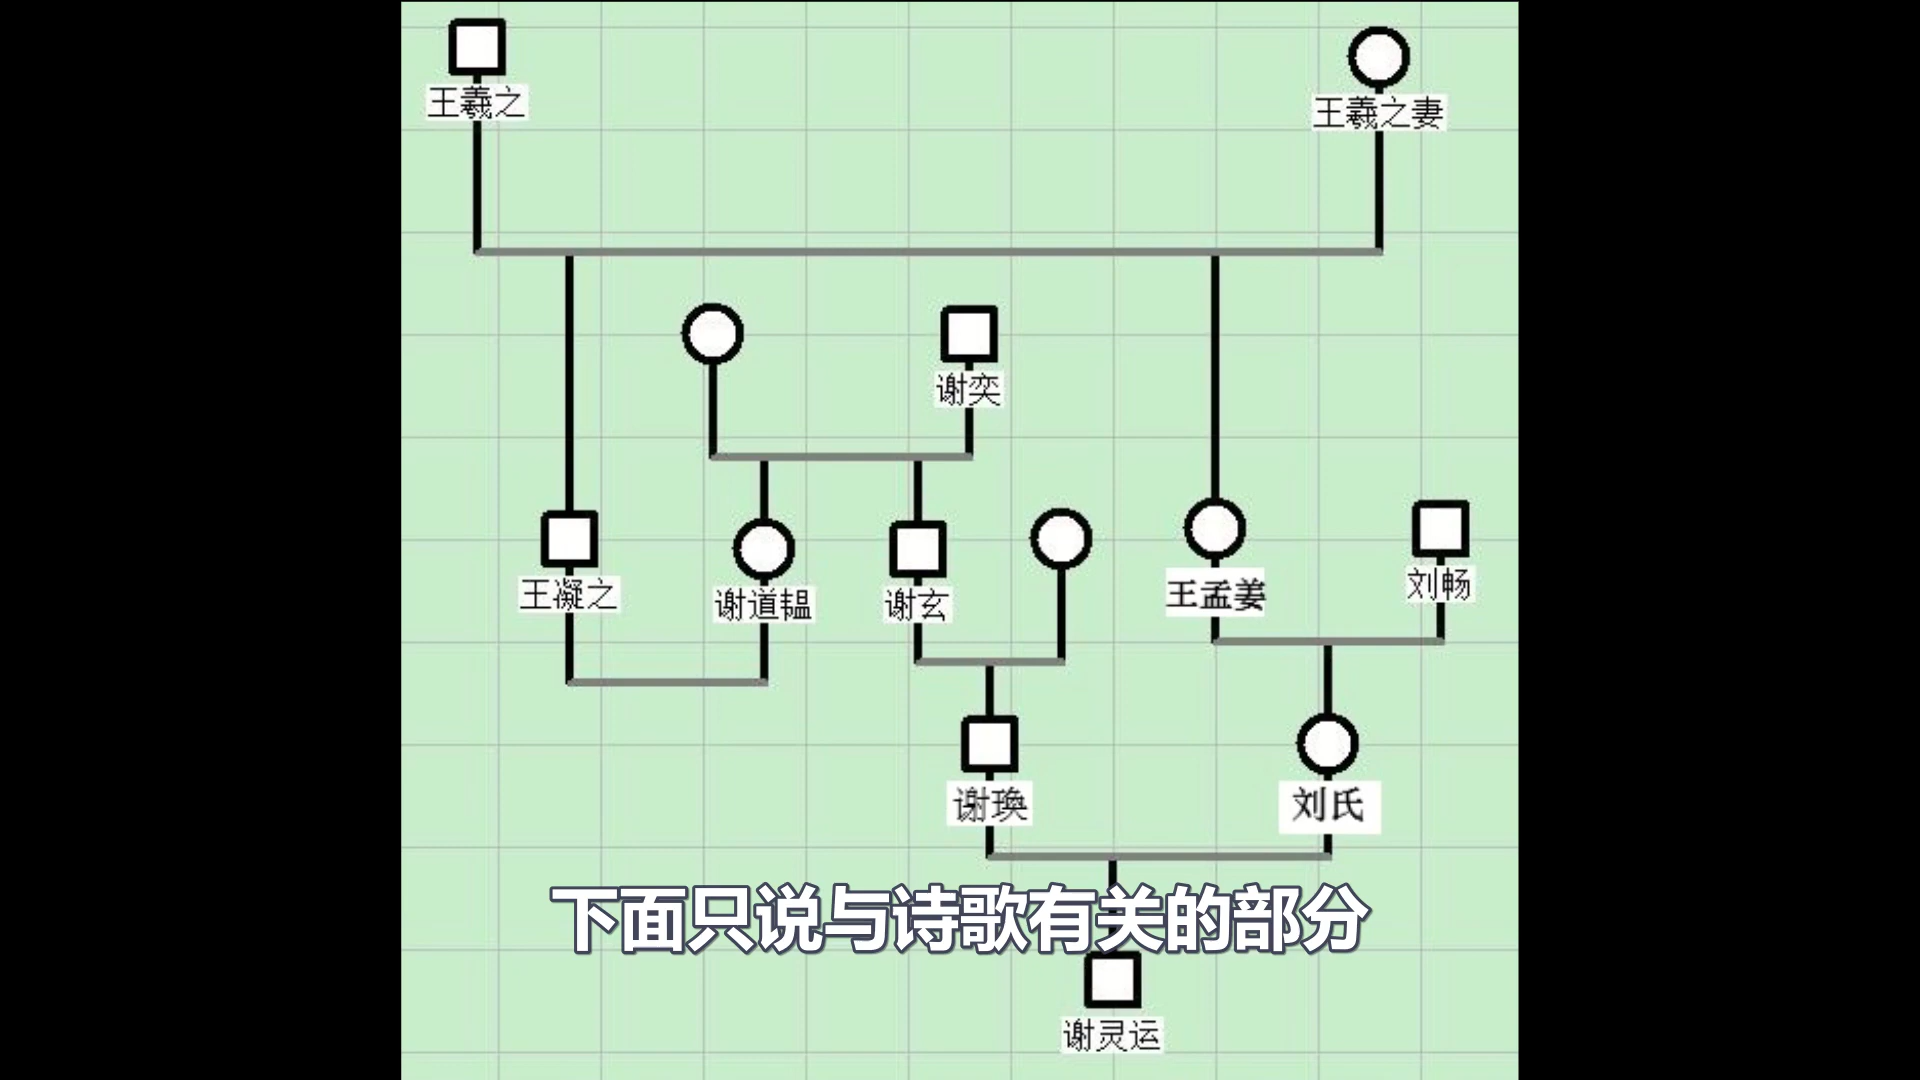 王羲之
王羲之妻
谢奕
王凝之
谢道韫
谢玄
王孟姜
刘畅
谢瑍
刘氏
下面只说与诗歌有关的部分
谢灵运